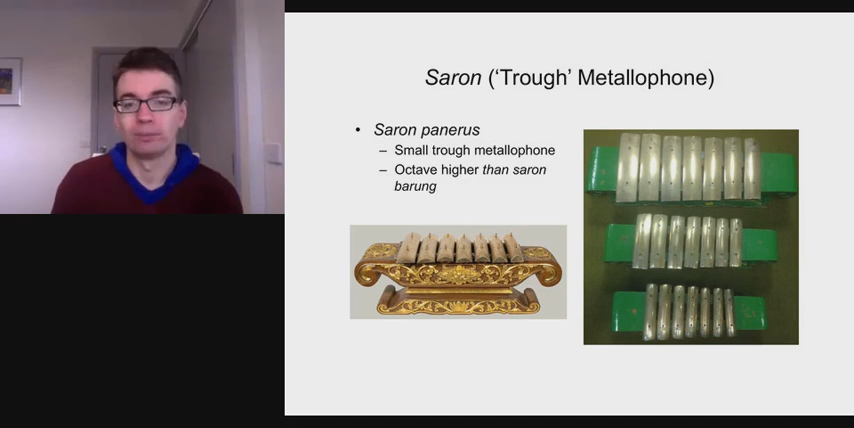 Saron (‘Trough’ Metallophone)
• Saron panerus
– Small trough metallophone
– Octave higher than saron
barung